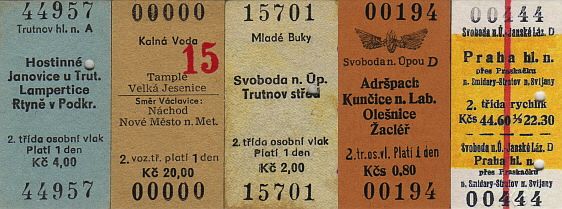 44957
Trutnov hl. n. A
Hostinné
Janovice u Trut.
Lampertice
Rtyně v Podkr.
2. třída osobní vlak
Platí 1 den
Kč 4,00
44957
00000
Kalná Voda
15
Tample
Velká Jesenice
Směr Václavice:
Náchod
Nové Město n. Met.
2. voz. tř. platí 1 den
Kč 20,00
00000
15701
Mladé Buky
Svoboda n. Úp.
Trutnov střed
2. třída osobní vlak
Platí 1 den
Kč 2,00
15701
00194
Svoboda n. Úpou D
Adršpach
Kunčice n. Lab.
Olešnice
Žacléř
2. tr. os. vl. Platí 1 den
Kčs 0.80
00194
00444
Svoboda n.Ú. Janské Láz. D
Praha hl. n.
přes Praskačku
n. Smidary-Stratov n. Svijany
2. třída rychlík
Kčs 44.60 ½ 22.30
Svoboda n.Ú. Janské Láz. D
Praha hl. n.
přes Praskačku
n. Smidary-Stratov n. Svijany
00444